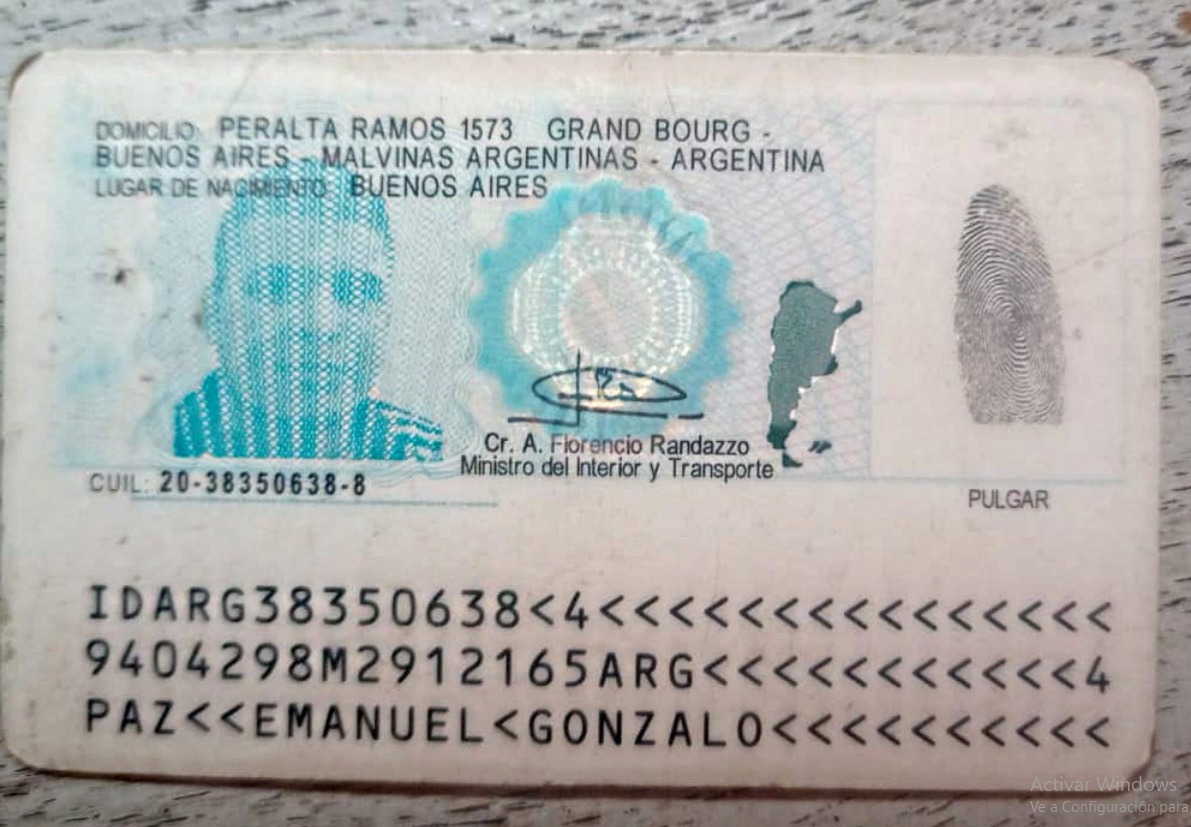 DOMICILIO: PERALTA RAMOS 1573 GRAND BOURG -
BUENOS AIRES - MALVINAS ARGENTINAS - ARGENTINA
LUGAR DE NACIMIENTO: BUENOS AIRES
Cr. A. Florencio Randazzo
Ministro del Interior y Transporte
CUIL: 20-38350638-8
PULGAR
IDARG38350638<4<<<<<<<<<<<<<<<
9404298M2912165ARG<<<<<<<<<<<4
PAZ<<EMANUEL<GONZALO<<<<<<<<<<
Activar Windows
Ve a Configuración para